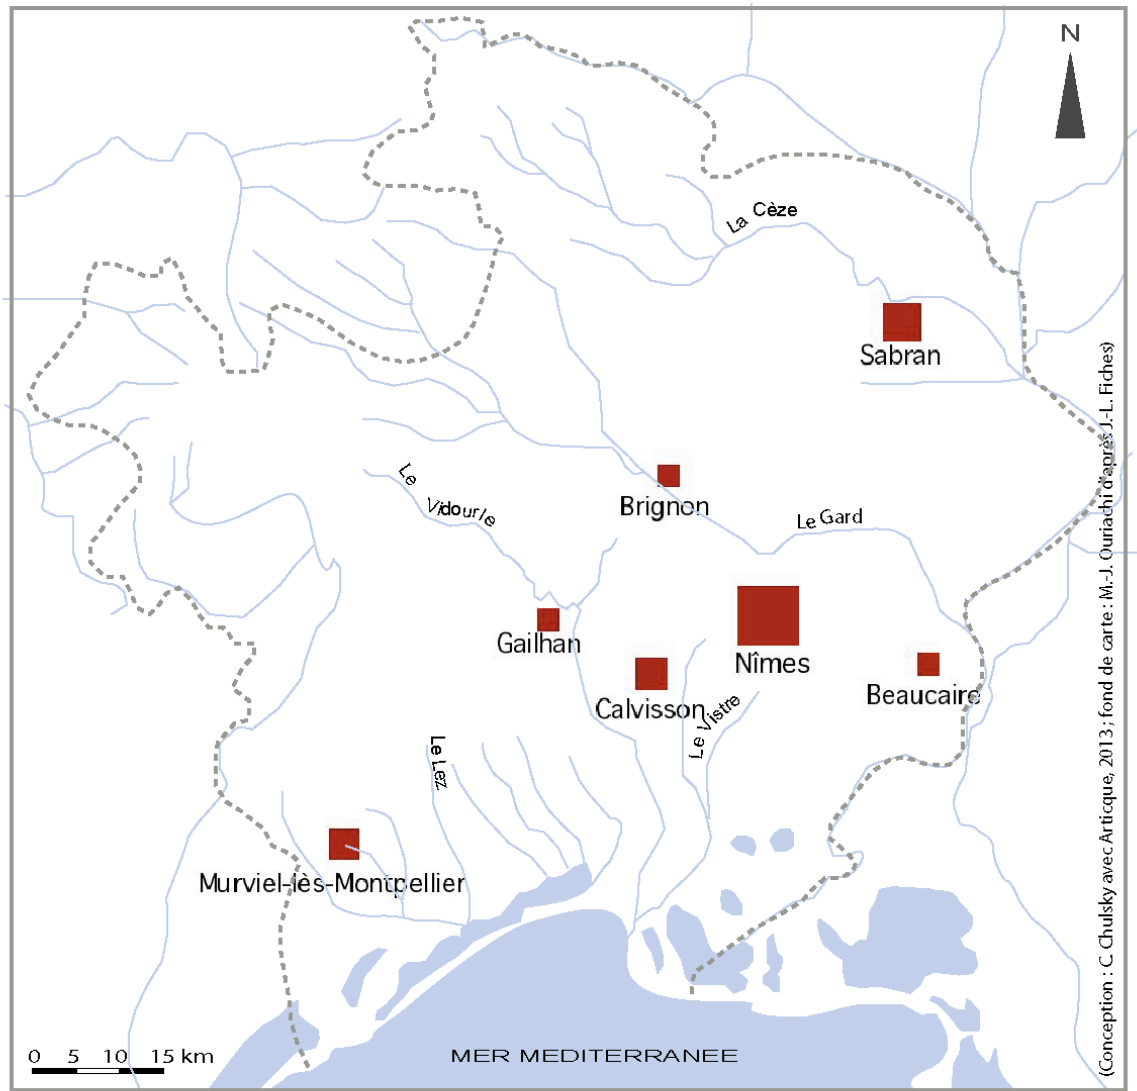 N
La Cèze
Sabran
Le Vidourle
Brignon
Le Gard
Gailhan
Nîmes
Calvisson
Beaucaire
Le Vistre
Le Lez
Murviel-lès-Montpellier
0 5 10 15 km
MER MEDITERRANEE
(Conception : C. Chulsky avec Articque, 2013 ; fond de carte : M.-J. Ouriachi d'après J.-L. Fiches)